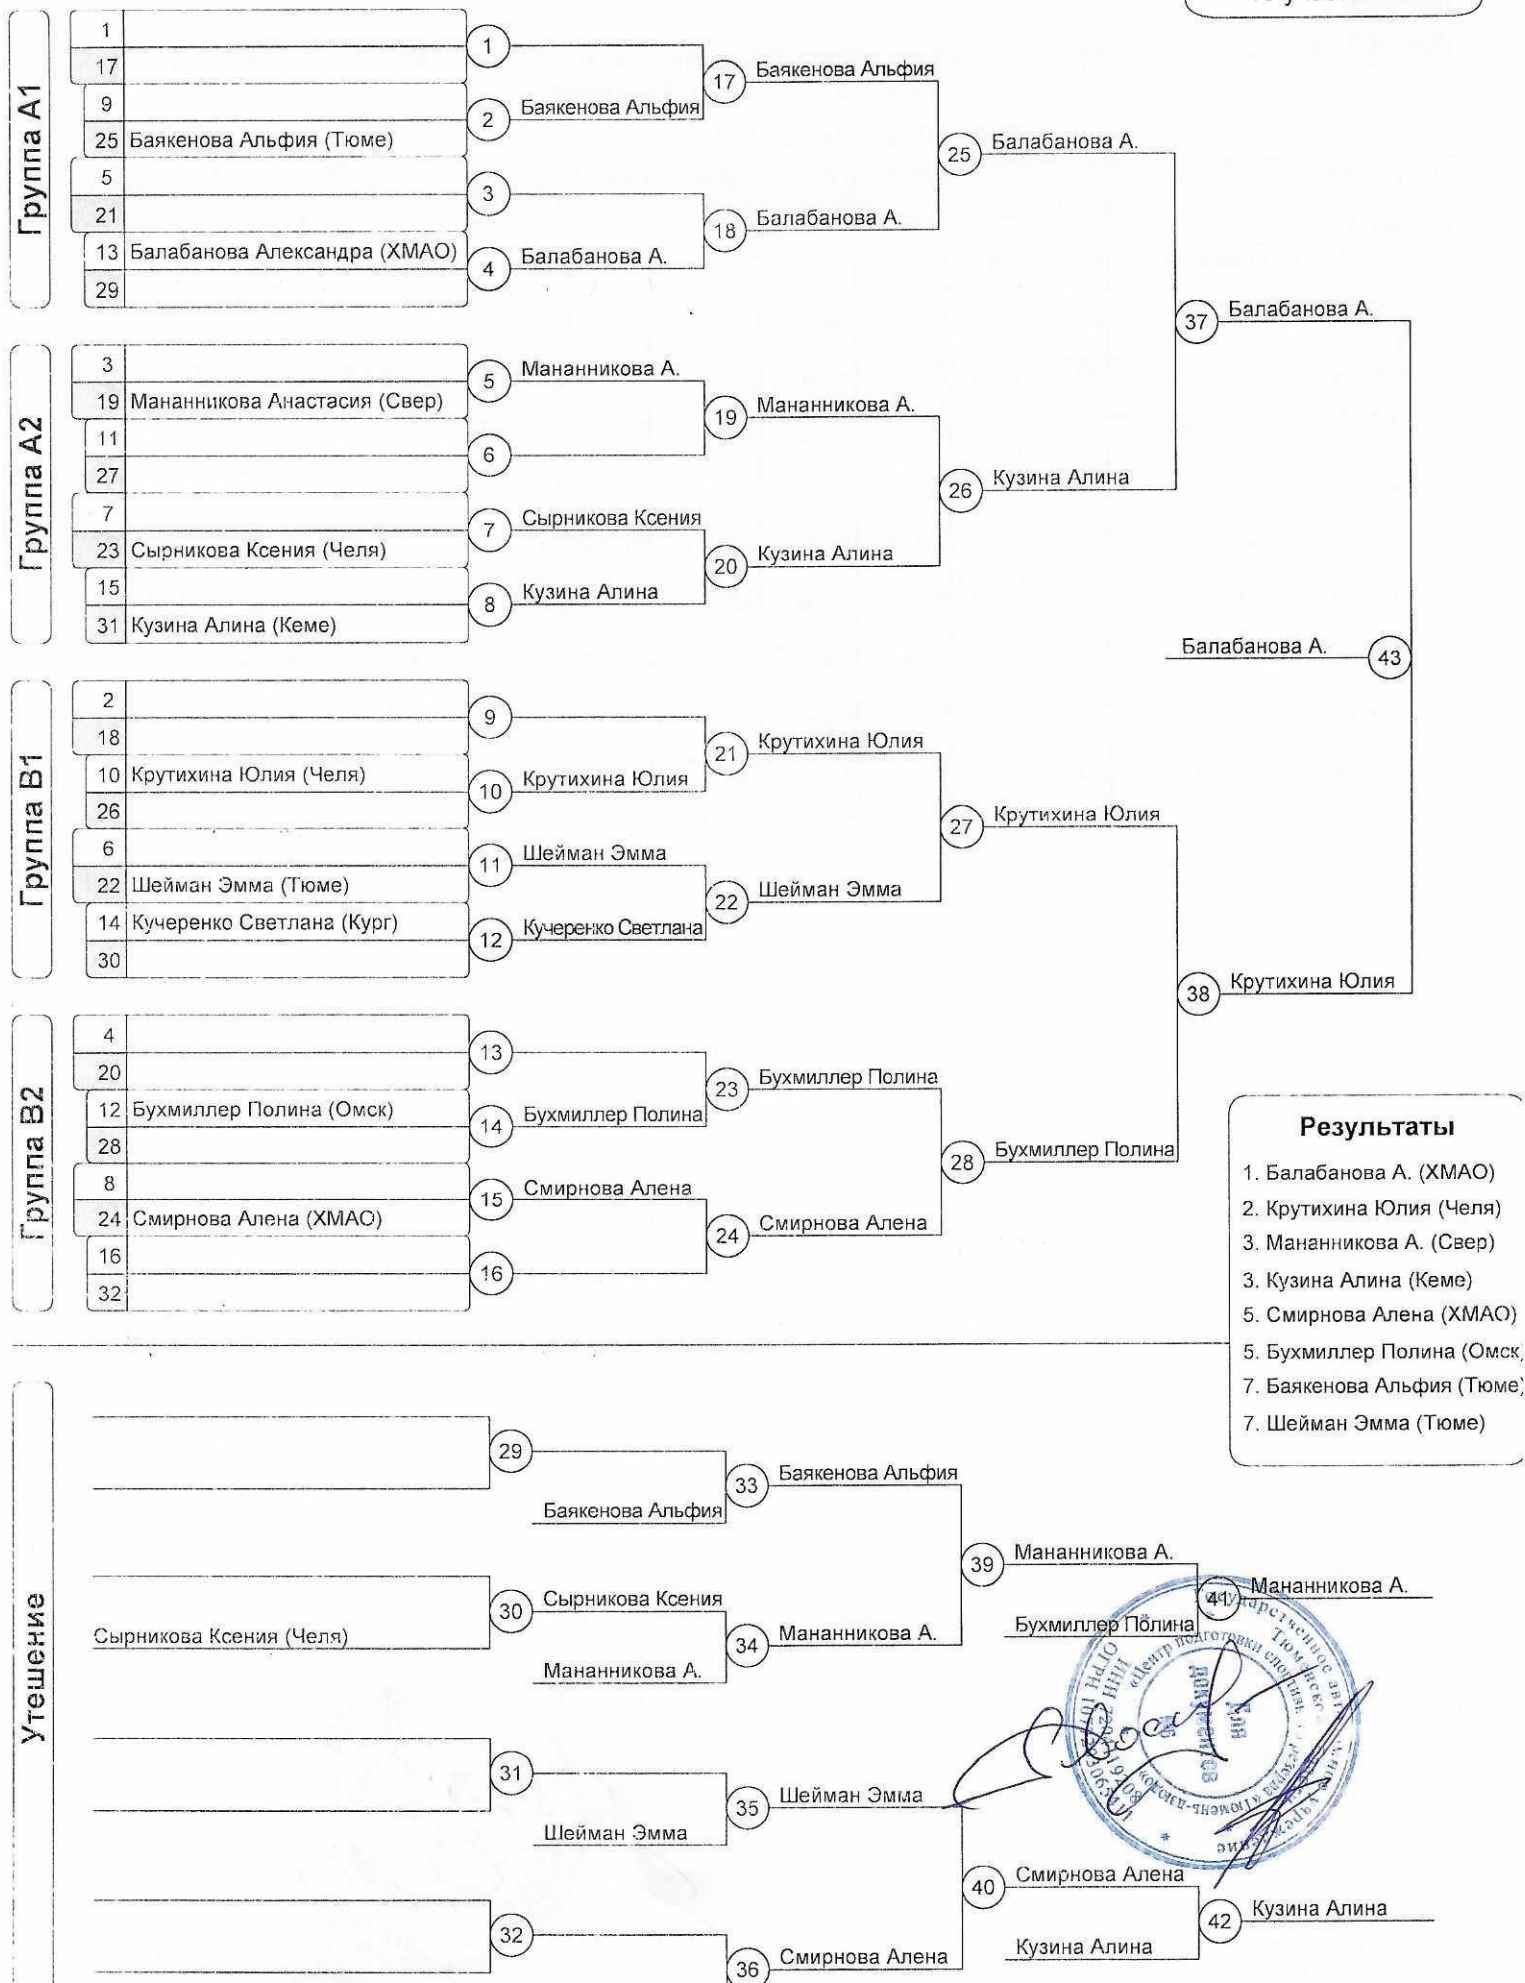 Группа А1
1
17
9
25 Баякенова Альфия (Тюме)
5
21
13 Балабанова Александра (ХМАО)
29
1
2 Баякенова Альфия
3
4 Балабанова А.
17 Баякенова Альфия
18 Балабанова А.
25 Балабанова А.
37 Балабанова А.
Группа А2
3
19 Мананникова Анастасия (Свер)
11
27
7
23 Сырникова Ксения (Челя)
15
31 Кузина Алина (Кеме)
5 Мананникова А.
6
7 Сырникова Ксения
8 Кузина Алина
19 Мананникова А.
20 Кузина Алина
26 Кузина Алина
Балабанова А. 43
Группа В1
2
18
10 Крутихина Юлия (Челя)
26
6
22 Шейман Эмма (Тюме)
14 Кучеренко Светлана (Кург)
30
9
10 Крутихина Юлия
11 Шейман Эмма
12 Кучеренко Светлана
21 Крутихина Юлия
22 Шейман Эмма
27 Крутихина Юлия
38 Крутихина Юлия
Группа В2
4
20
12 Бухмиллер Полина (Омск)
28
8
24 Смирнова Алена (ХМАО)
16
32
13
14 Бухмиллер Полина
15 Смирнова Алена
16
23 Бухмиллер Полина
24 Смирнова Алена
28 Бухмиллер Полина
Результаты
1. Балабанова А. (ХМАО)
2. Крутихина Юлия (Челя)
3. Мананникова А. (Свер)
3. Кузина Алина (Кеме)
5. Смирнова Алена (ХМАО)
5. Бухмиллер Полина (Омск)
7. Баякенова Альфия (Тюме)
7. Шейман Эмма (Тюме)
Утешение
29
Баякенова Альфия
33 Баякенова Альфия
Сырникова Ксения (Челя)
30 Сырникова Ксения
Мананникова А.
34 Мананникова А.
39 Мананникова А.
Бухмиллер Полина
41 Мананникова А.
31
Шейман Эмма
35 Шейман Эмма
32
36 Смирнова Алена
40 Смирнова Алена
Кузина Алина
42 Кузина Алина
Государственное
«Центр подготовки
«Тюмень-дзюдо»
учреждение
Для
документов